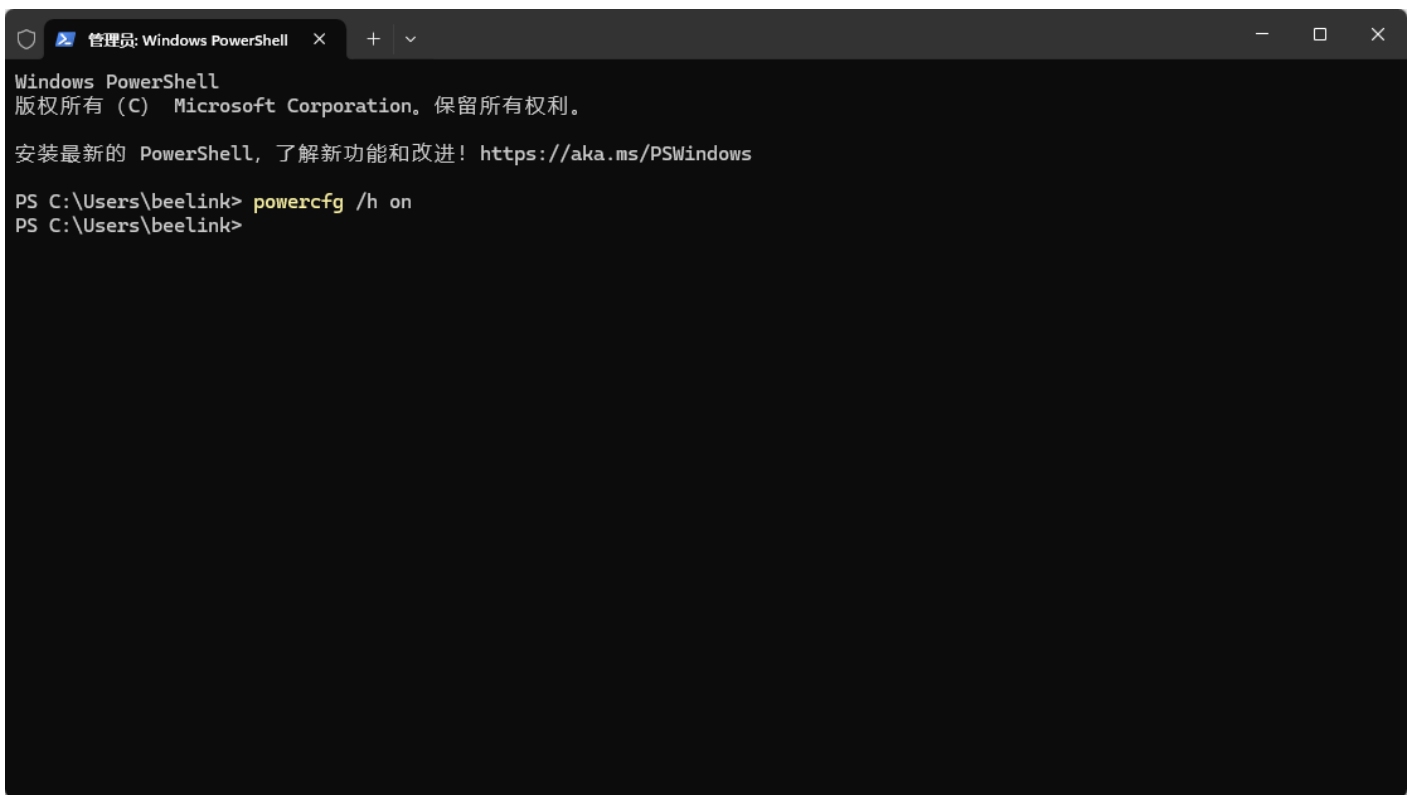 管理员: Windows PowerShell
Windows PowerShell
版权所有 (C) Microsoft Corporation。保留所有权利。
安装最新的 PowerShell，了解新功能和改进！https://aka.ms/PSWindows
PS C:\Users\beelink> powercfg /h on
PS C:\Users\beelink>